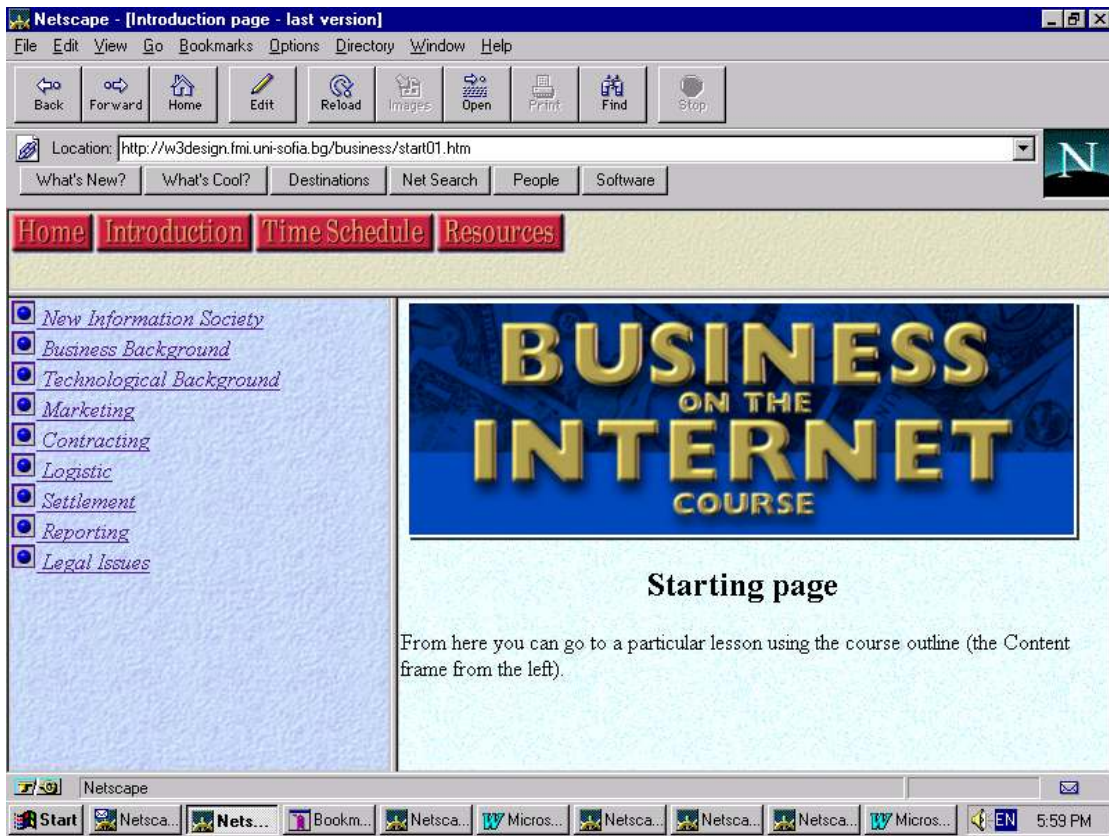 Netscape - [Introduction page - last version]
File Edit View Go Bookmarks Options Directory Window Help
Back Forward Home Edit Reload Images Open Print Find Stop
Location: http://w3design.fmi.uni-sofia.bg/business/start01.htm
N
What's New? What's Cool? Destinations Net Search People Software
Home Introduction Time Schedule Resources
New Information Society
Business Background
Technological Background
Marketing
Contracting
Logistic
Settlement
Reporting
Legal Issues
BUSINESS
ON THE
INTERNET
COURSE
Starting page
From here you can go to a particular lesson using the course outline (the Content
frame from the left).
Netscape
Start Netsca... Nets... Bookm... Netsca... Micros... Netsca... Netsca... Netsca... Micros... EN 5:59 PM